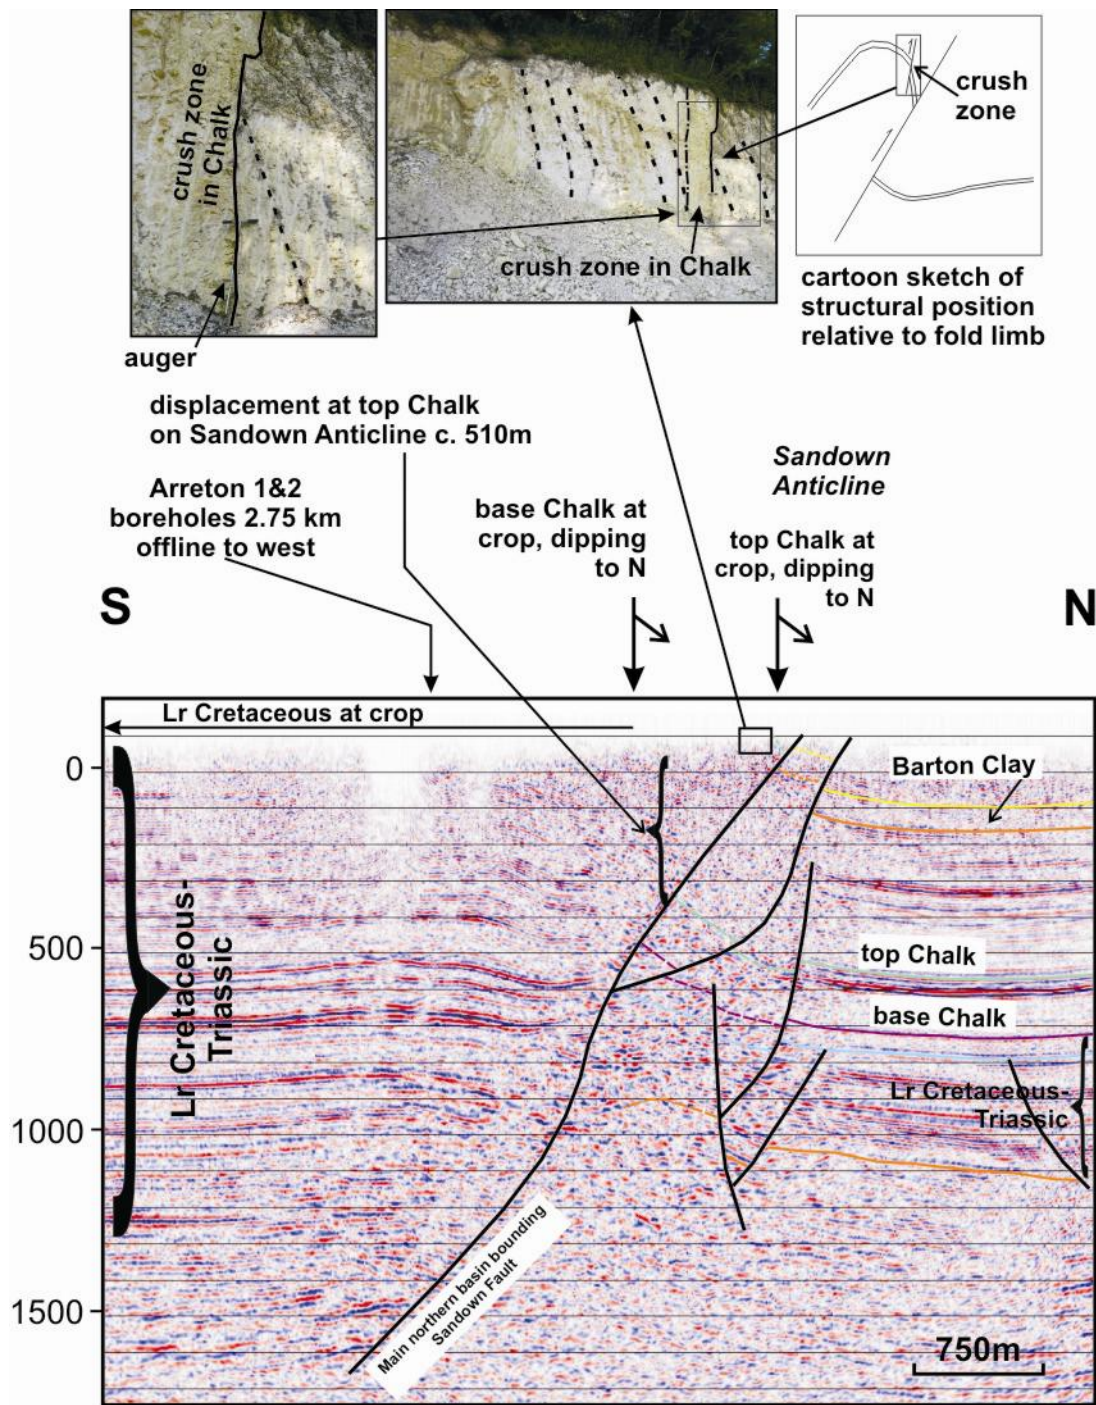 crush zone
in Chalk
auger
crush zone in Chalk
crush
zone
cartoon sketch of
structural position
relative to fold limb
displacement at top Chalk
on Sandown Anticline c. 510m
Arreton 1&2
boreholes 2.75 km
offline to west
base Chalk at
crop, dipping
to N
Sandown
Anticline
top Chalk at
crop, dipping
to N
S
N
Lr Cretaceous at crop
0
500
1000
1500
Lr Cretaceous-
Triassic
Barton Clay
top Chalk
base Chalk
Lr Cretaceous-
Triassic
Main northern basin bounding
Sandown Fault
750m